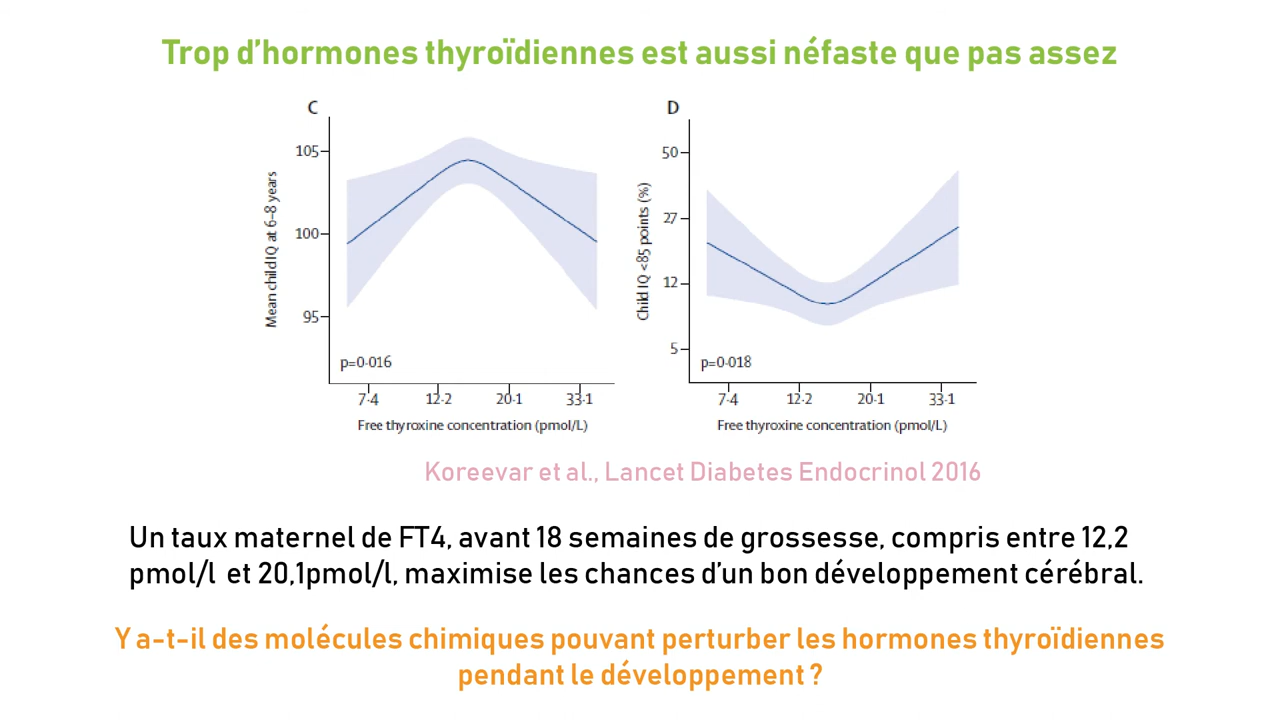 Trop d’hormones thyroïdiennes est aussi néfaste que pas assez
C
105
100
95
Mean child IQ at 6–8 years
p=0·016
7·4 12·2 20·1 33·1
Free thyroxine concentration (pmol/L)
D
50
27
12
5
Child IQ <85 points (%)
p=0·018
7·4 12·2 20·1 33·1
Free thyroxine concentration (pmol/L)
Koreevar et al., Lancet Diabetes Endocrinol 2016
Un taux maternel de FT4, avant 18 semaines de grossesse, compris entre 12,2
pmol/l et 20,1pmol/l, maximise les chances d’un bon développement cérébral.
Y a-t-il des molécules chimiques pouvant perturber les hormones thyroïdiennes
pendant le développement ?